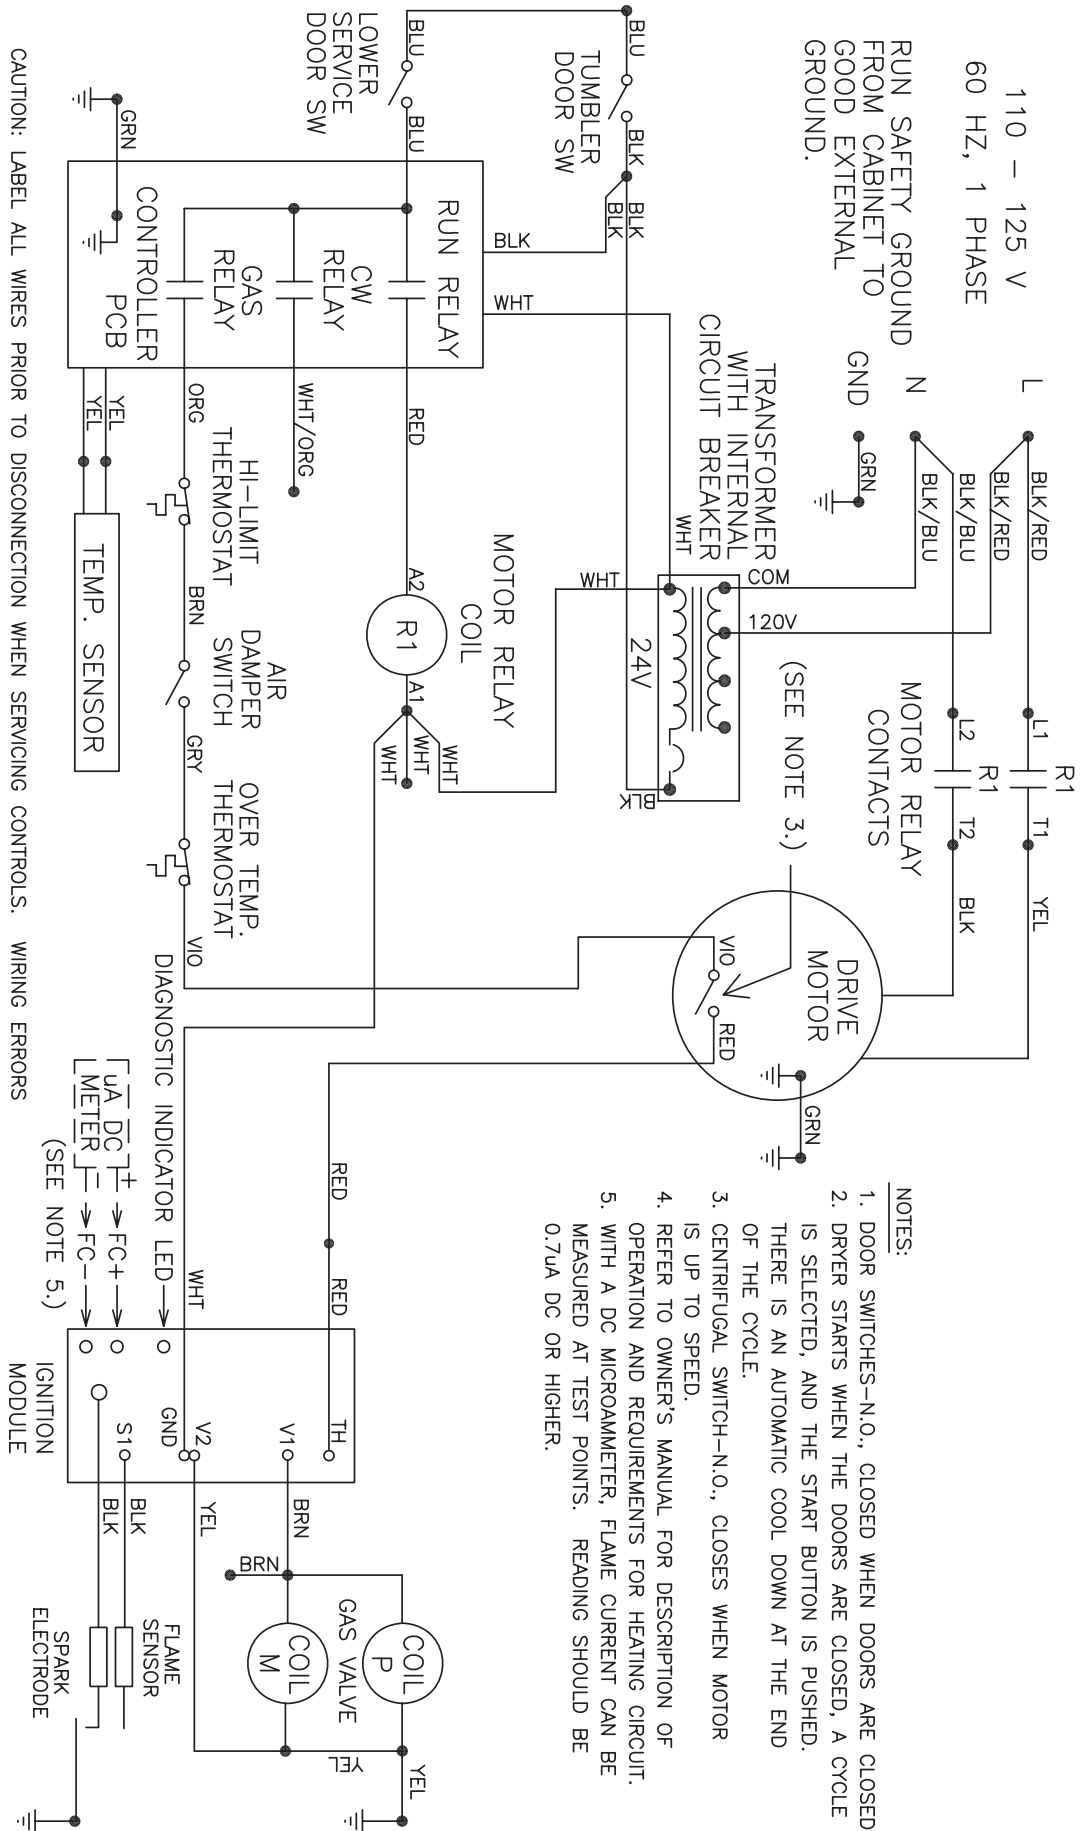 110 – 125 V
60 HZ, 1 PHASE
RUN SAFETY GROUND
FROM CABINET TO
GOOD EXTERNAL
GROUND.
L
N
GND
GRN
BLK/RED
BLK/RED
BLK/BLU
BLK/BLU
L1
R1
T1
YEL
L2
R1
T2
BLK
MOTOR RELAY
CONTACTS
(SEE NOTE 3.)
DRIVE
MOTOR
VIO
RED
GRN
TRANSFORMER
WITH INTERNAL
CIRCUIT BREAKER
COM
120V
24V
WHT
WHT
BLK
BLU
TUMBLER
DOOR SW
BLK
BLK
BLK
BLK
WHT
BLU
LOWER
SERVICE
DOOR SW
BLU
RUN RELAY
CW
RELAY
GAS
RELAY
CONTROLLER
PCB
GRN
RED
WHT/ORG
ORG
YEL
YEL
TEMP. SENSOR
MOTOR RELAY
COIL
A2
R1
A1
WHT
WHT
WHT
HI–LIMIT
THERMOSTAT
BRN
AIR
DAMPER
SWITCH
GRY
OVER TEMP.
THERMOSTAT
VIO
RED
RED
WHT
DIAGNOSTIC INDICATOR LED
uA DC
METER
+
–
FC+
FC–
(SEE NOTE 5.)
IGNITION
MODULE
TH
V1
V2
GND
S1
BRN
BRN
YEL
BLK
BLK
COIL
P
COIL
M
GAS VALVE
YEL
YEL
FLAME
SENSOR
SPARK
ELECTRODE
NOTES:
1. DOOR SWITCHES–N.O., CLOSED WHEN DOORS ARE CLOSED
2. DRYER STARTS WHEN THE DOORS ARE CLOSED, A CYCLE
IS SELECTED, AND THE START BUTTON IS PUSHED.
THERE IS AN AUTOMATIC COOL DOWN AT THE END
OF THE CYCLE.
3. CENTRIFUGAL SWITCH–N.O., CLOSES WHEN MOTOR
IS UP TO SPEED.
4. REFER TO OWNER'S MANUAL FOR DESCRIPTION OF
OPERATION AND REQUIREMENTS FOR HEATING CIRCUIT.
5. WITH A DC MICROAMMETER, FLAME CURRENT CAN BE
MEASURED AT TEST POINTS. READING SHOULD BE
0.7uA DC OR HIGHER.
CAUTION: LABEL ALL WIRES PRIOR TO DISCONNECTION WHEN SERVICING CONTROLS. WIRING ERRORS